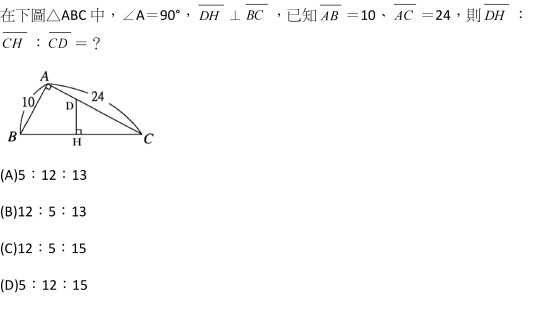 在下圖△ABC 中，∠A＝90°，DH ⊥ BC ，已知 AB ＝10、 AC ＝24，則 DH ：
CH ：CD ＝？
A
10
24
D
B
H
C
(A)5：12：13
(B)12：5：13
(C)12：5：15
(D)5：12：15